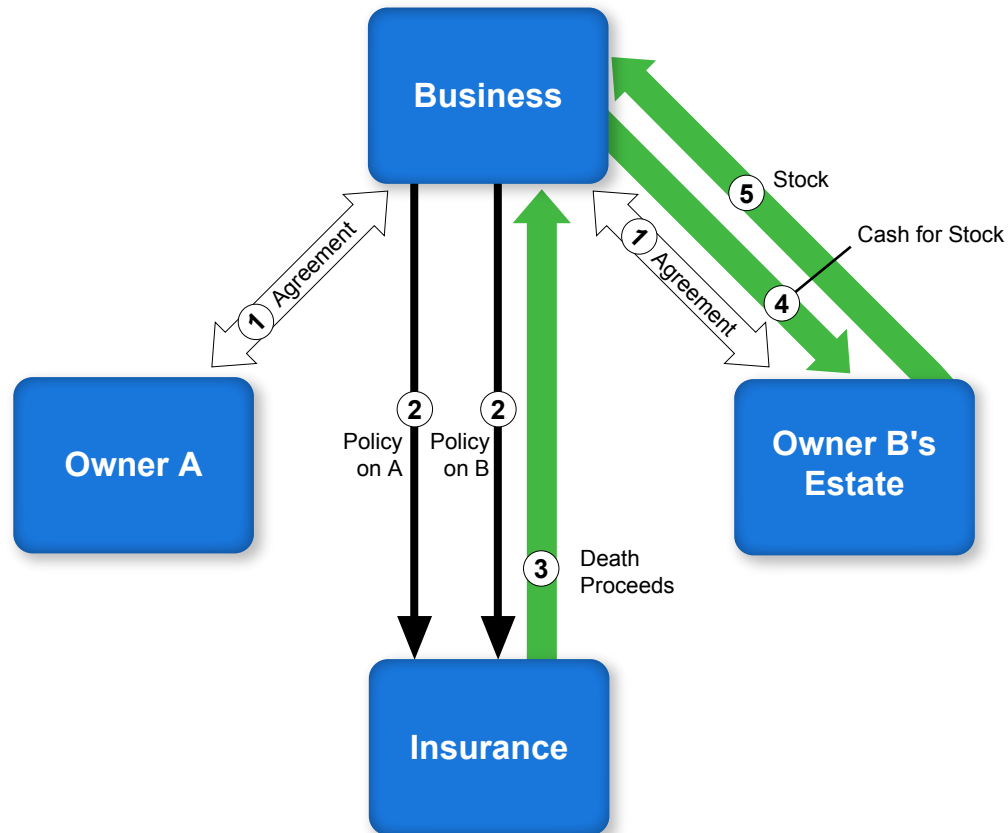 Business
5 Stock
Cash for Stock
1 Agreement
1 Agreement
4
Owner A
2
Policy
on A
2
Policy
on B
Owner B's
Estate
3 Death
Proceeds
Insurance